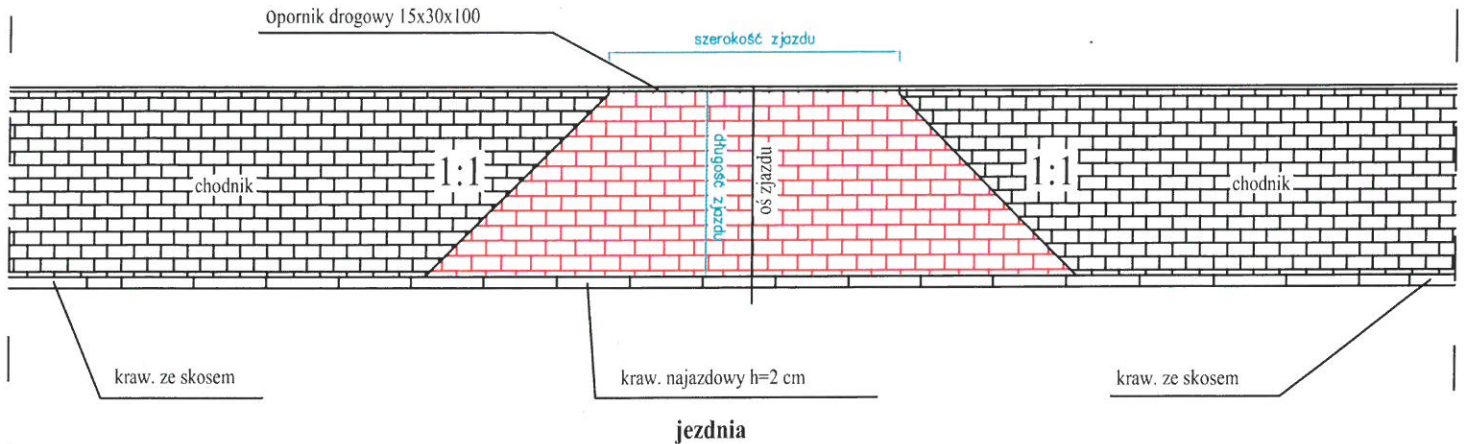 opornik drogowy 15x30x100
szerokość zjazdu
1:1
1:1
chodnik
długość zjazdu
oś zjazdu
chodnik
kraw. ze skosem
kraw. najazdowy h=2 cm
kraw. ze skosem
jezdnia